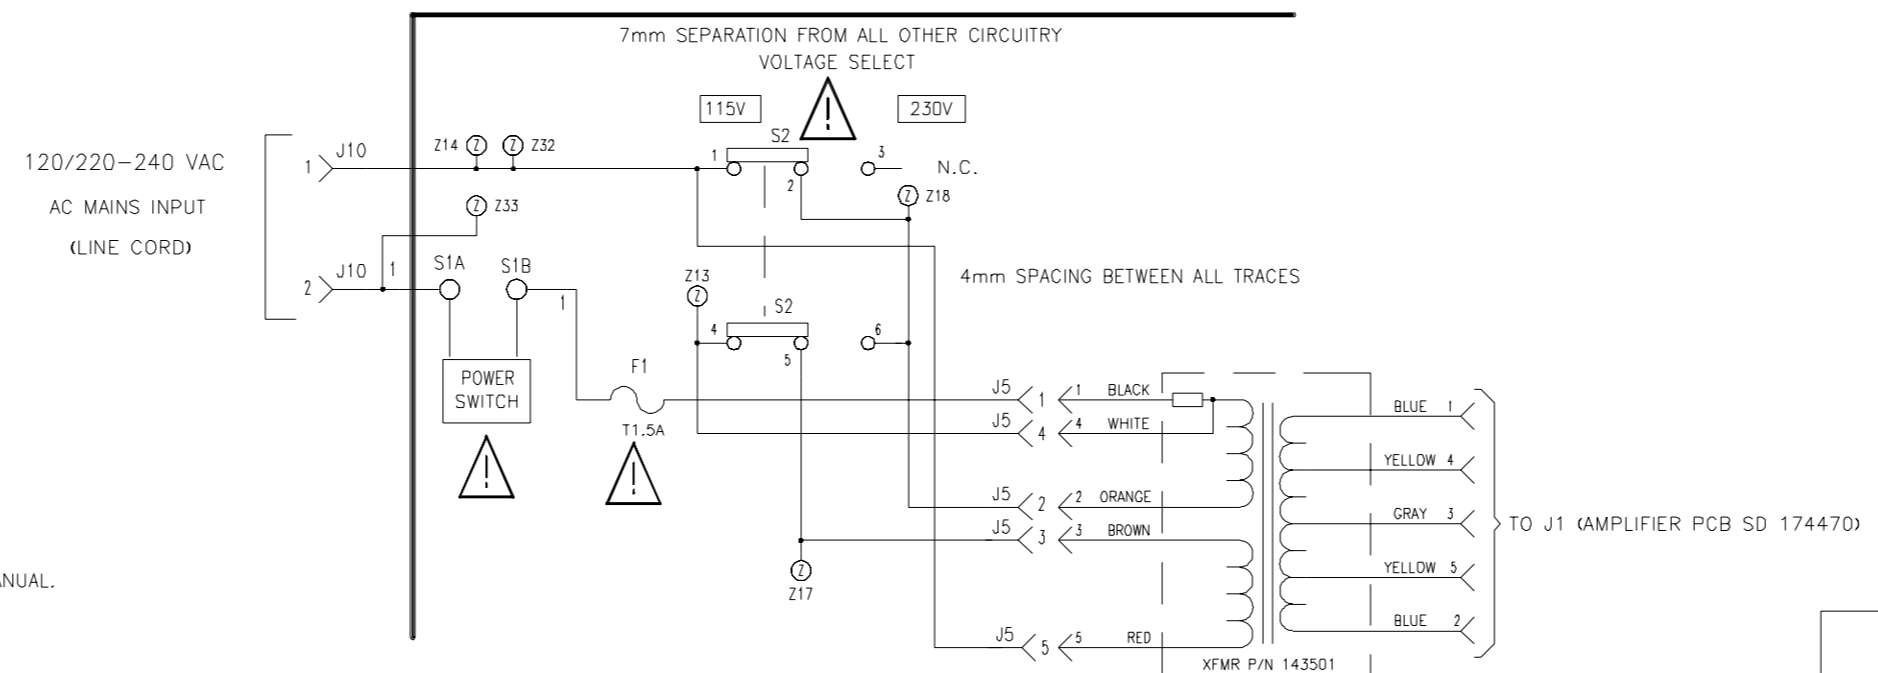 7mm SEPARATION FROM ALL OTHER CIRCUITRY
VOLTAGE SELECT
115V
230V
S2
120/220-240 VAC
AC MAINS INPUT
(LINE CORD)
1
J10
Z14
Z32
1
2
3
N.C.
Z
Z
Z Z33
Z Z18
2
J10
1
S1A
S1B
1
POWER
SWITCH
Z13
Z
4mm SPACING BETWEEN ALL TRACES
S2
4
5
6
F1
T1.5A
J5
1
1
BLACK
J5
4
4
WHITE
J5
2
2
ORANGE
J5
3
3
BROWN
Z
Z17
J5
5
5
RED
BLUE 1
YELLOW 4
GRAY 3
YELLOW 5
BLUE 2
TO J1 (AMPLIFIER PCB SD 174470)
XFMR P/N 143501
ANUAL.
!
!
!